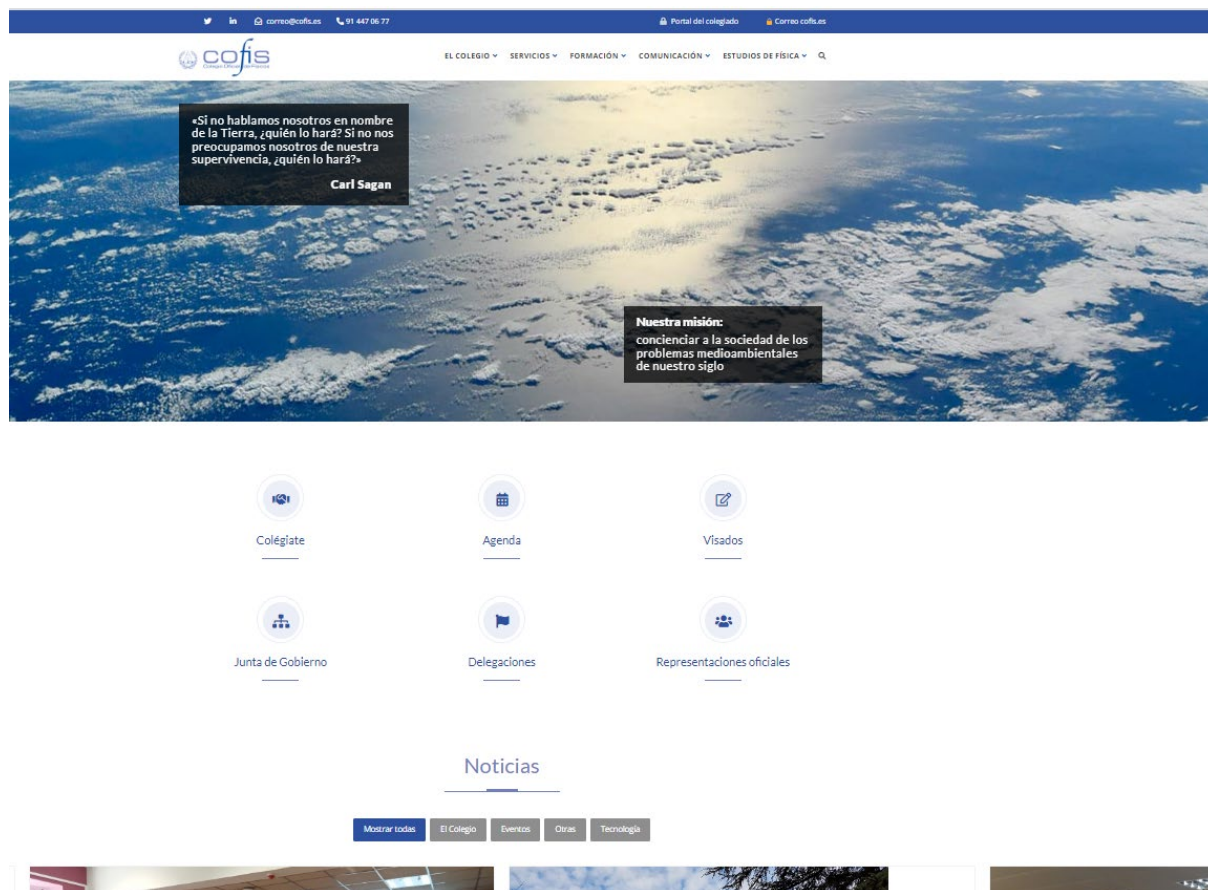 correo@cofis.es 91 447 06 77 Portal del colegiado Correo cofis.es
cofis
Colegio Oficial de Físicos
EL COLEGIO SERVICIOS FORMACIÓN COMUNICACIÓN ESTUDIOS DE FÍSICA
«Si no hablamos nosotros en nombre
de la Tierra, ¿quién lo hará? Si no nos
preocupamos nosotros de nuestra
supervivencia, ¿quién lo hará?»
Carl Sagan
Nuestra misión:
concienciar a la sociedad de los
problemas medioambientales
de nuestro siglo
Colégiate Agenda Visados
Junta de Gobierno Delegaciones Representaciones oficiales
Noticias
Mostrar todas El Colegio Eventos Otras Tecnología